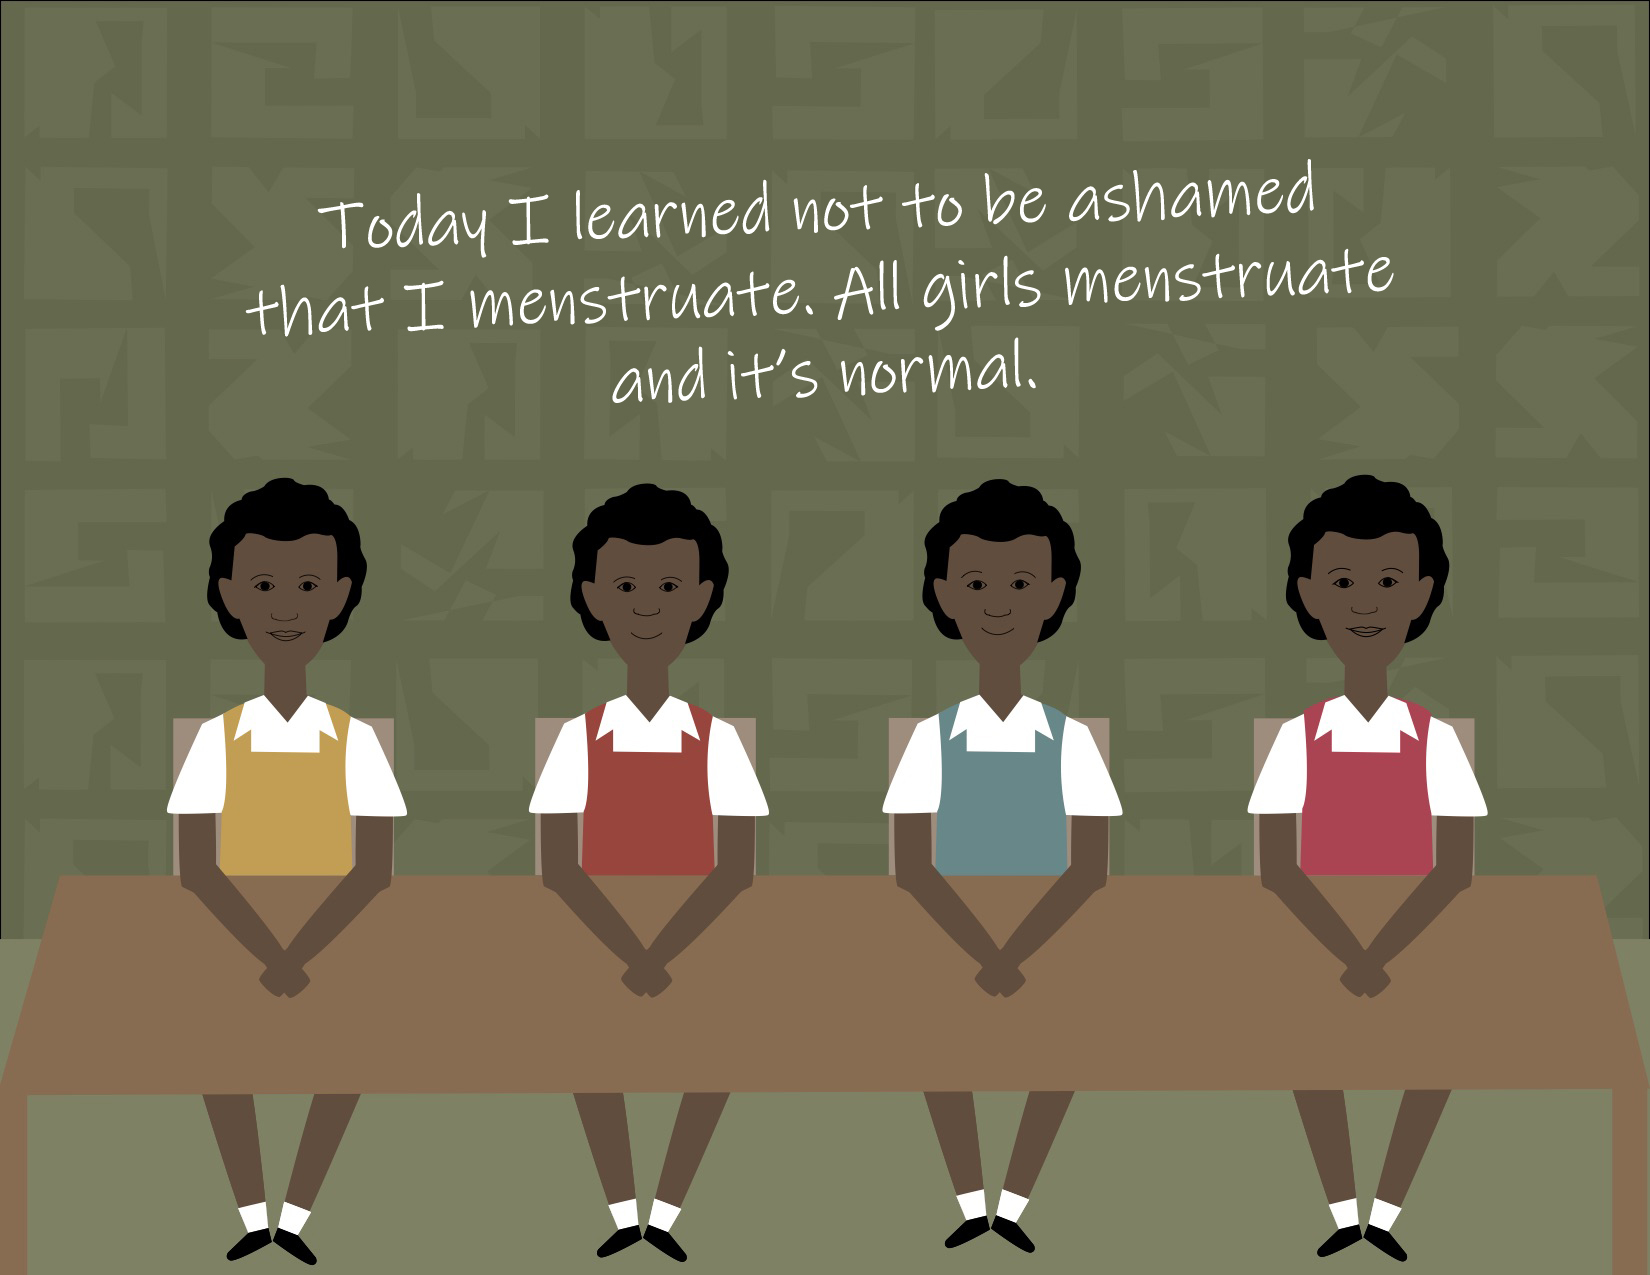 Today I learned not to be ashamed
that I menstruate. All girls menstruate
and it's normal.